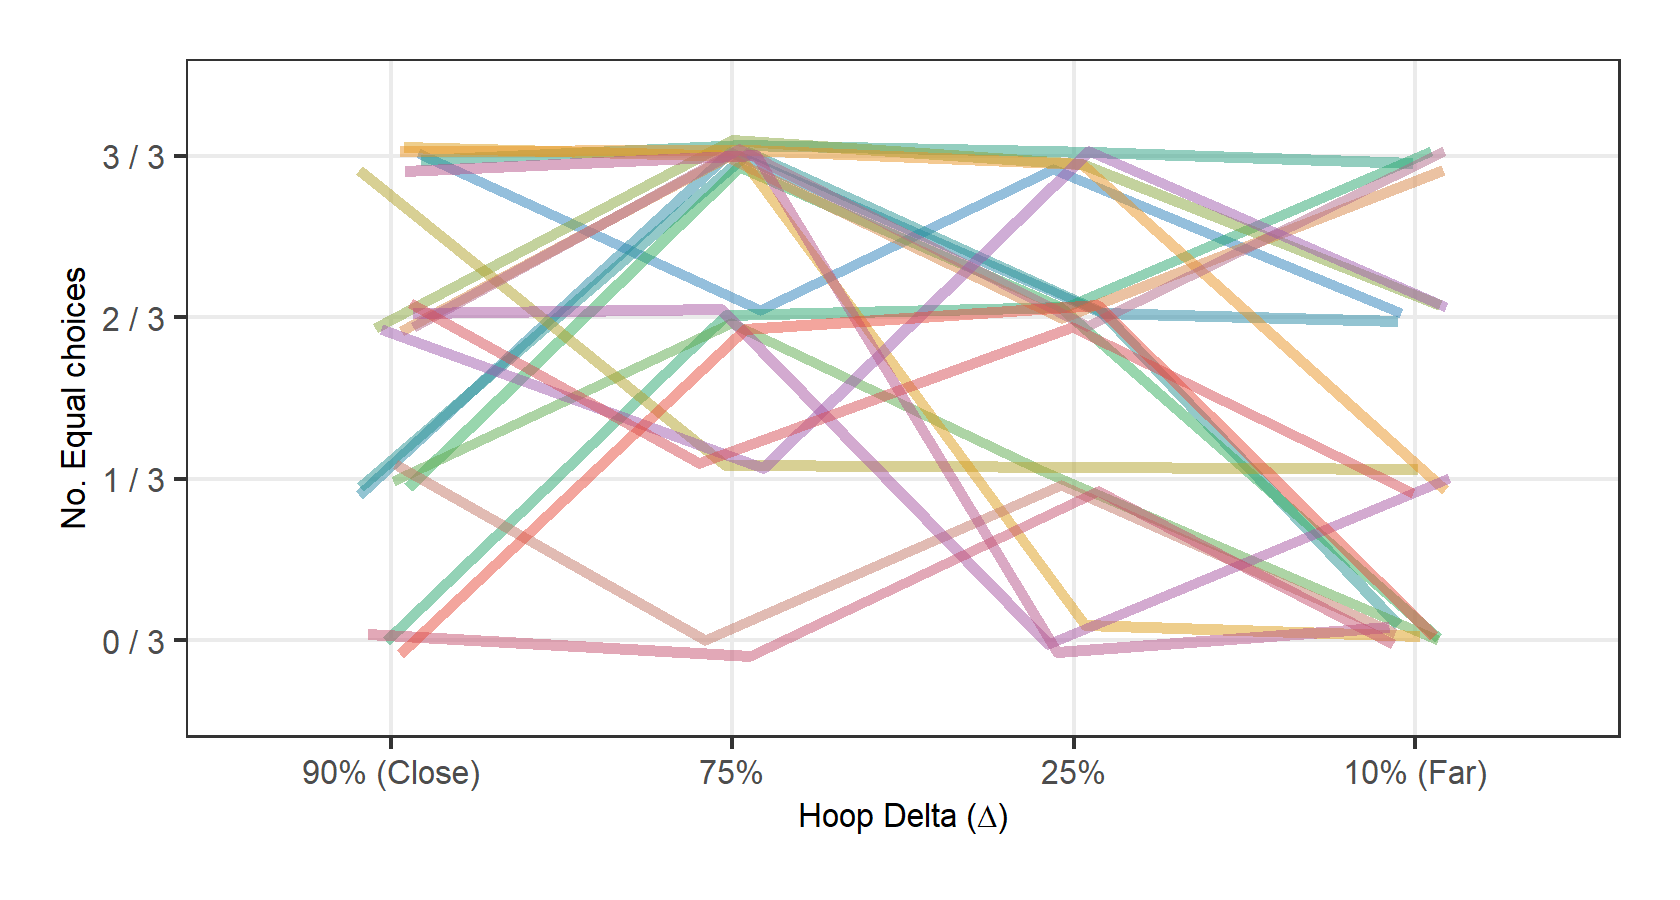 No. Equal choices
3 / 3
2 / 3
1 / 3
0 / 3
90% (Close)
75%
25%
10% (Far)
Hoop Delta (Δ)